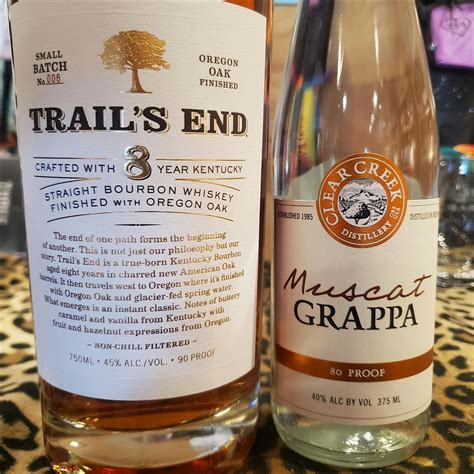 SMALL
BATCH
No. 006
OREGON
OAK
FINISHED
TRAIL'S END
CRAFTED WITH 8 YEAR KENTUCKY
STRAIGHT BOURBON WHISKEY
FINISHED WITH OREGON OAK
The end of one path forms the beginning
of another. This is not just our philosophy but our
story. Trail's End is a true-born Kentucky Bourbon
aged eight years in charred new American Oak
barrels. It then travels west to Oregon where it's finished
with Oregon Oak and glacier-fed spring water.
What emerges is an instant classic. Notes of buttery
caramel and vanilla from Kentucky with
fruit and hazelnut expressions from Oregon.
– NON-CHILL FILTERED –
750ML • 45% ALC./VOL. • 90 PROOF
CLEAR CREEK
DISTILLERY
ESTABLISHED 1985
DISTILLED IN
Muscat
GRAPPA
80 PROOF
40% ALC BY VOL 375 ML